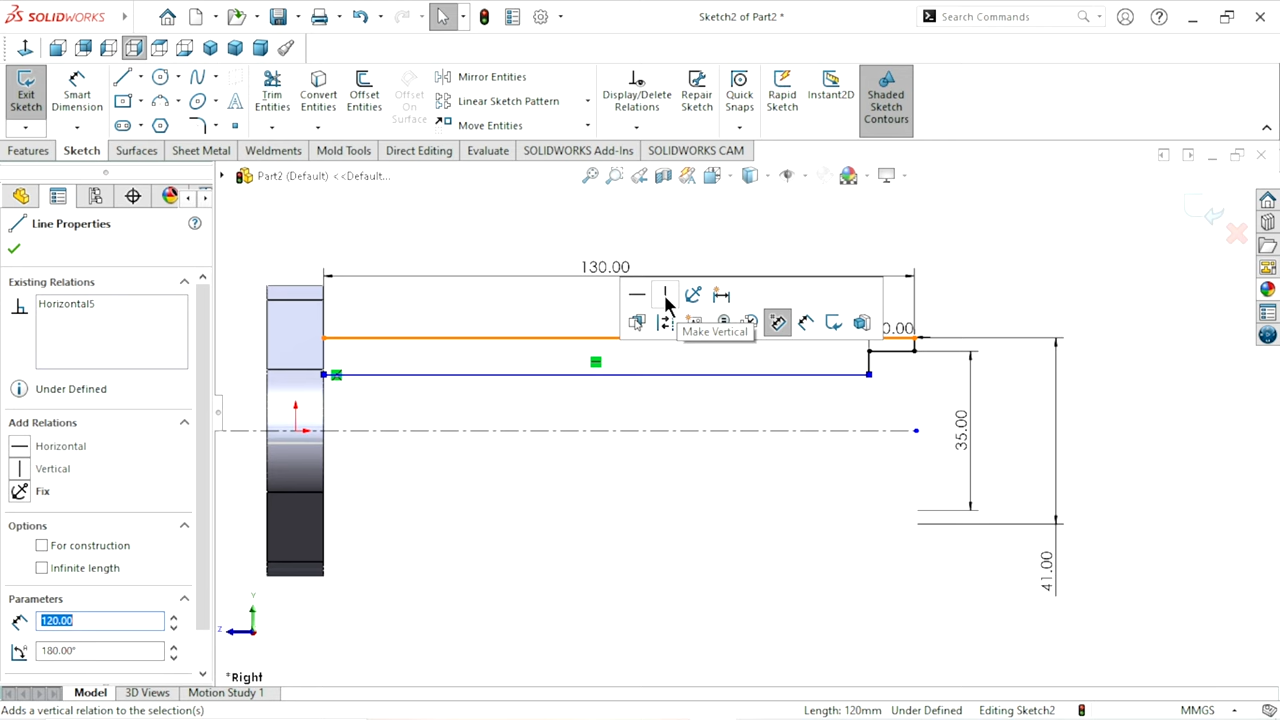 SOLIDWORKS
Sketch2 of Part2 *
Search Commands
Exit Sketch
Smart Dimension
Trim Entities
Convert Entities
Offset Entities
Offset On Surface
Mirror Entities
Linear Sketch Pattern
Move Entities
Display/Delete Relations
Repair Sketch
Quick Snaps
Rapid Sketch
Instant2D
Shaded Sketch Contours
Features
Sketch
Surfaces
Sheet Metal
Weldments
Mold Tools
Direct Editing
Evaluate
SOLIDWORKS Add-Ins
SOLIDWORKS CAM
Part2 (Default) <<Default...
Line Properties
Existing Relations
Horizontal5
Under Defined
Add Relations
Horizontal
Vertical
Fix
Options
For construction
Infinite length
Parameters
120.00
180.00°
130.00
Make Vertical
0.00
35.00
41.00
Y
Z
*Right
Model
3D Views
Motion Study 1
Adds a vertical relation to the selection(s)
Length: 120mm
Under Defined
Editing Sketch2
MMGS